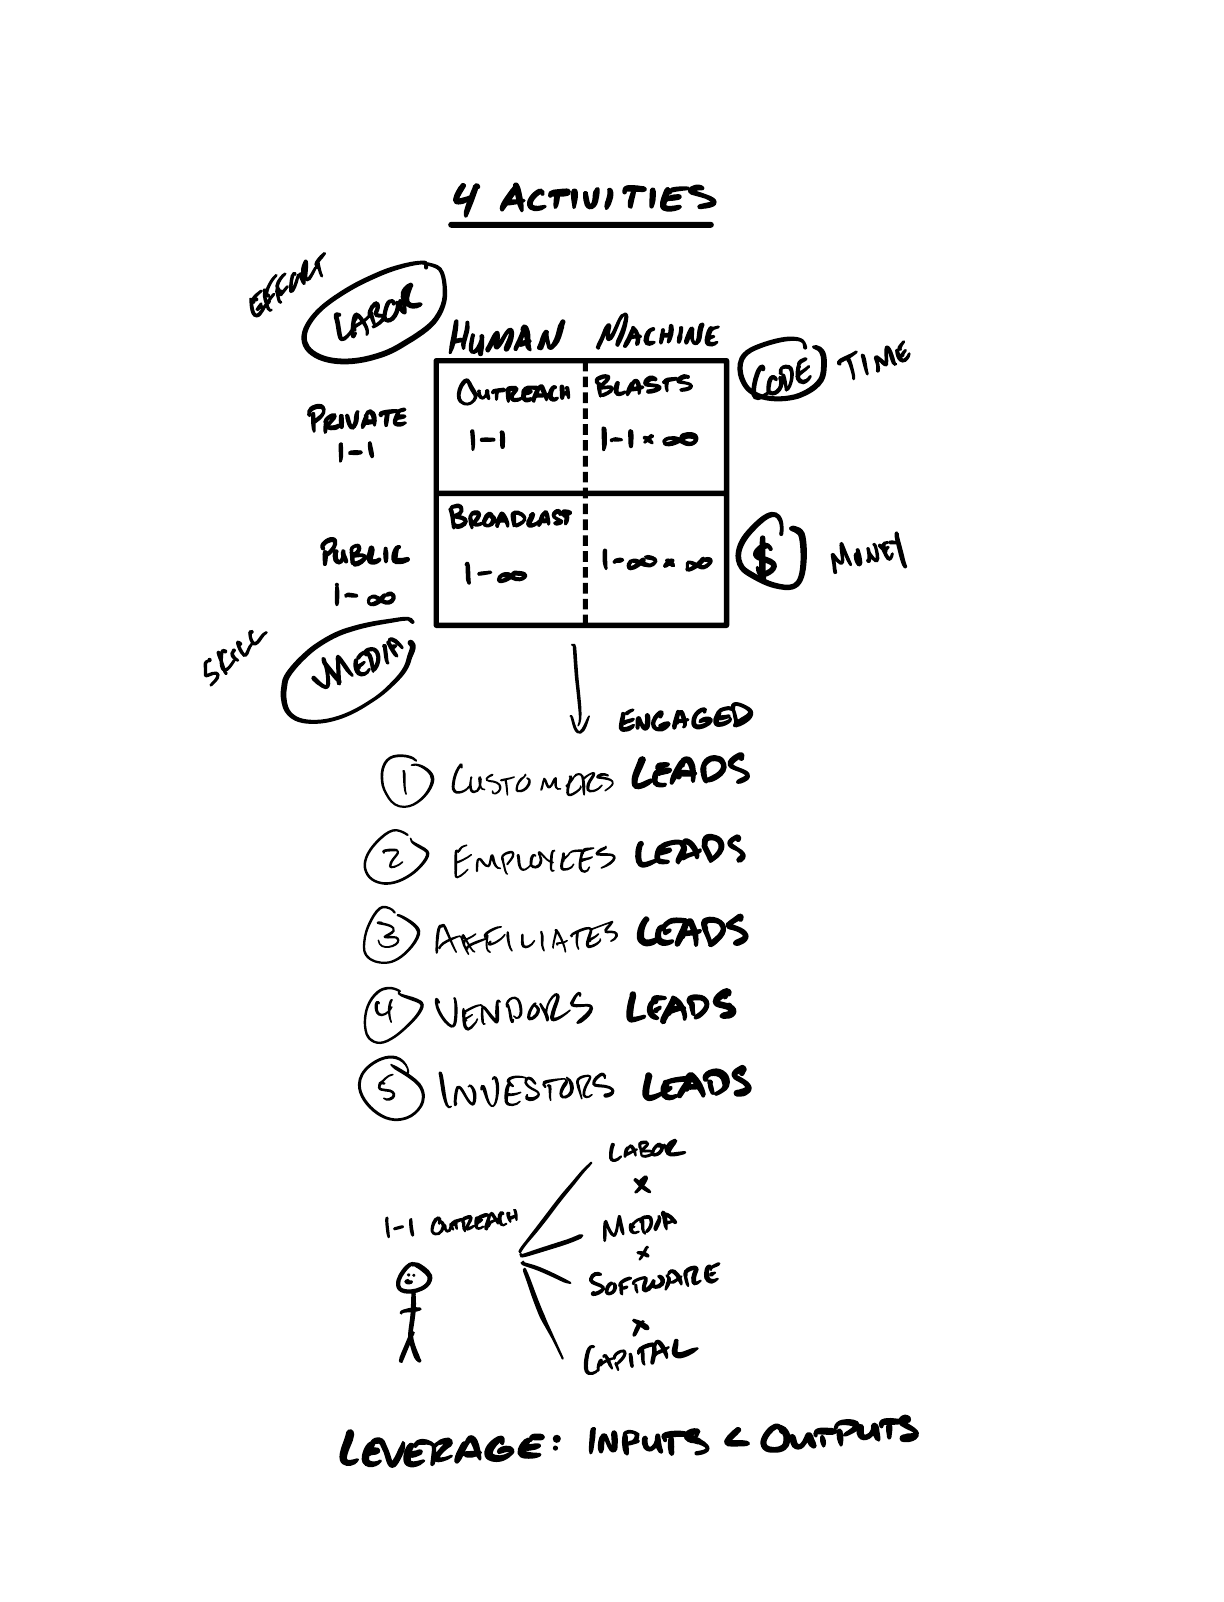 4 ACTIVITIES
EFFORT
LABOR
HUMAN MACHINE
CODE TIME
OUTREACH BLASTS
PRIVATE
1-1 1-1 x ∞
1-1
BROADCAST
PUBLIC
1-∞ 1-∞ x ∞
$ MONEY
1-∞
SKILL
MEDIA
ENGAGED
1 CUSTOMERS LEADS
2 EMPLOYEES LEADS
3 AFFILIATES LEADS
4 VENDORS LEADS
5 INVESTORS LEADS
LABOR
x
1-1 OUTREACH
MEDIA
x
SOFTWARE
x
CAPITAL
LEVERAGE: INPUTS < OUTPUTS